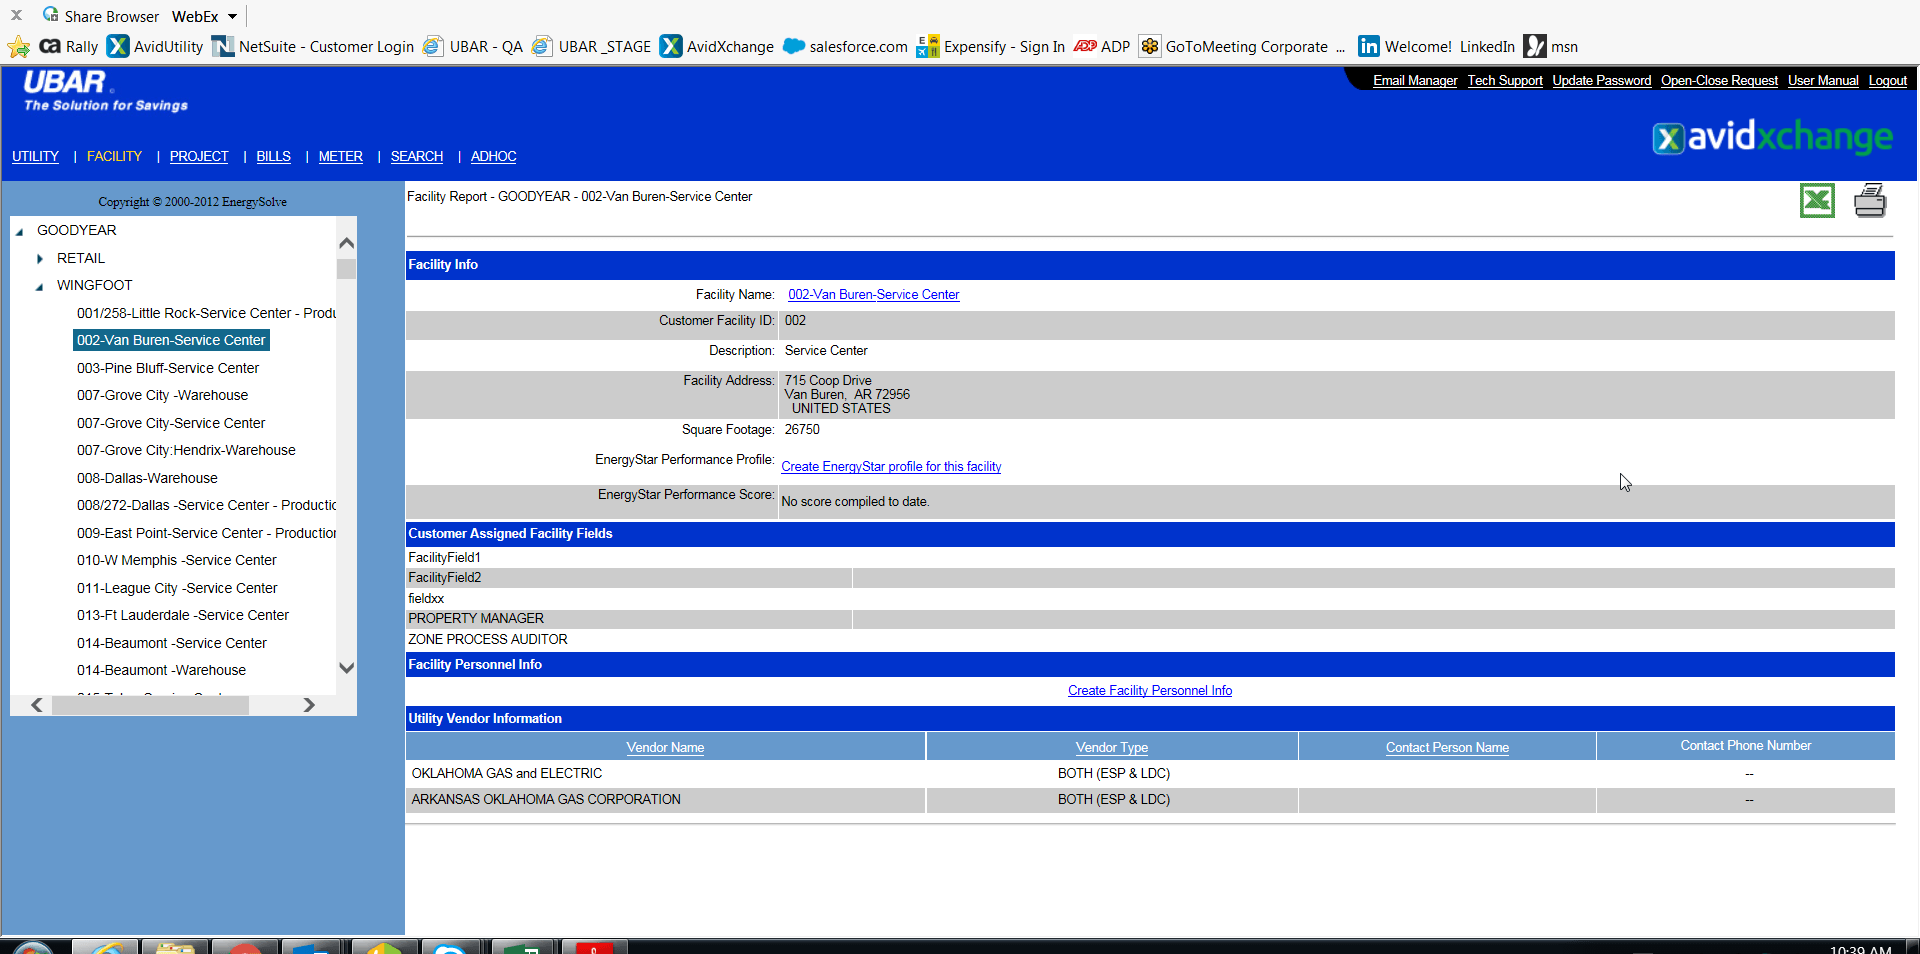 Share Browser WebEx
Rally AvidUtility NetSuite - Customer Login UBAR - QA UBAR _STAGE AvidXchange salesforce.com Expensify - Sign In ADP ADP GoToMeeting Corporate ... Welcome! LinkedIn msn
UBAR
The Solution for Savings
Email Manager Tech Support Update Password Open-Close Request User Manual Logout
avidxchange
UTILITY | FACILITY | PROJECT | BILLS | METER | SEARCH | ADHOC
Copyright © 2000-2012 EnergySolve
GOODYEAR
RETAIL
WINGFOOT
001/258-Little Rock-Service Center - Produ
002-Van Buren-Service Center
003-Pine Bluff-Service Center
007-Grove City -Warehouse
007-Grove City-Service Center
007-Grove City:Hendrix-Warehouse
008-Dallas-Warehouse
008/272-Dallas -Service Center - Productio
009-East Point-Service Center - Production
010-W Memphis -Service Center
011-League City -Service Center
013-Ft Lauderdale -Service Center
014-Beaumont -Service Center
014-Beaumont -Warehouse
Facility Report - GOODYEAR - 002-Van Buren-Service Center
Facility Info
Facility Name: 002-Van Buren-Service Center
Customer Facility ID: 002
Description: Service Center
Facility Address: 715 Coop Drive
Van Buren, AR 72956
UNITED STATES
Square Footage: 26750
EnergyStar Performance Profile: Create EnergyStar profile for this facility
EnergyStar Performance Score: No score compiled to date.
Customer Assigned Facility Fields
FacilityField1
FacilityField2
fieldxx
PROPERTY MANAGER
ZONE PROCESS AUDITOR
Facility Personnel Info
Create Facility Personnel Info
Utility Vendor Information
Vendor Name Vendor Type Contact Person Name Contact Phone Number
OKLAHOMA GAS and ELECTRIC BOTH (ESP & LDC) --
ARKANSAS OKLAHOMA GAS CORPORATION BOTH (ESP & LDC) --
10:39 AM